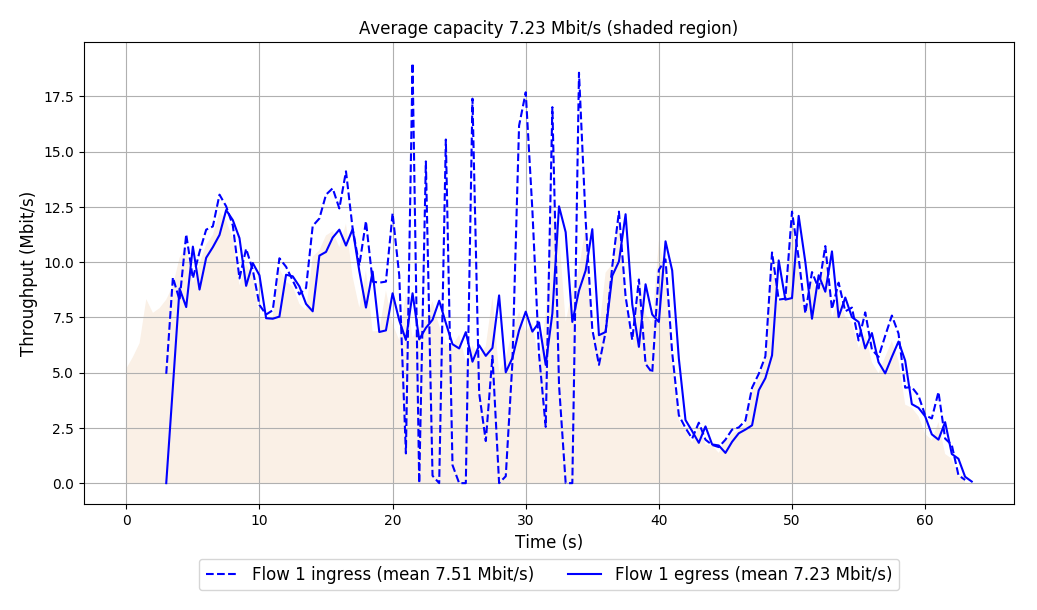 Average capacity 7.23 Mbit/s (shaded region)
Throughput (Mbit/s)
17.5
15.0
12.5
10.0
7.5
5.0
2.5
0.0
0 10 20 30 40 50 60
Time (s)
Flow 1 ingress (mean 7.51 Mbit/s) Flow 1 egress (mean 7.23 Mbit/s)